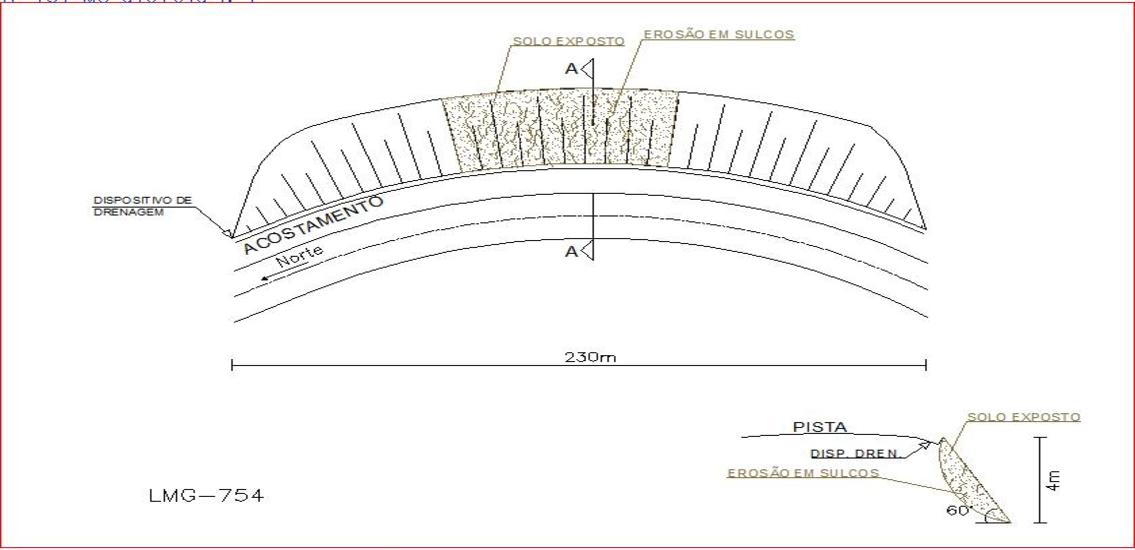 SOLO EXPOSTO
EROSÃO EM SULCOS
A
DISPOSITIVO DE
DRENAGEM
ACOSTAMENTO
Norte
A
230m
PISTA
SOLO EXPOSTO
DISP. DREN.
EROSÃO EM SULCOS
4m
60°
LMG-754